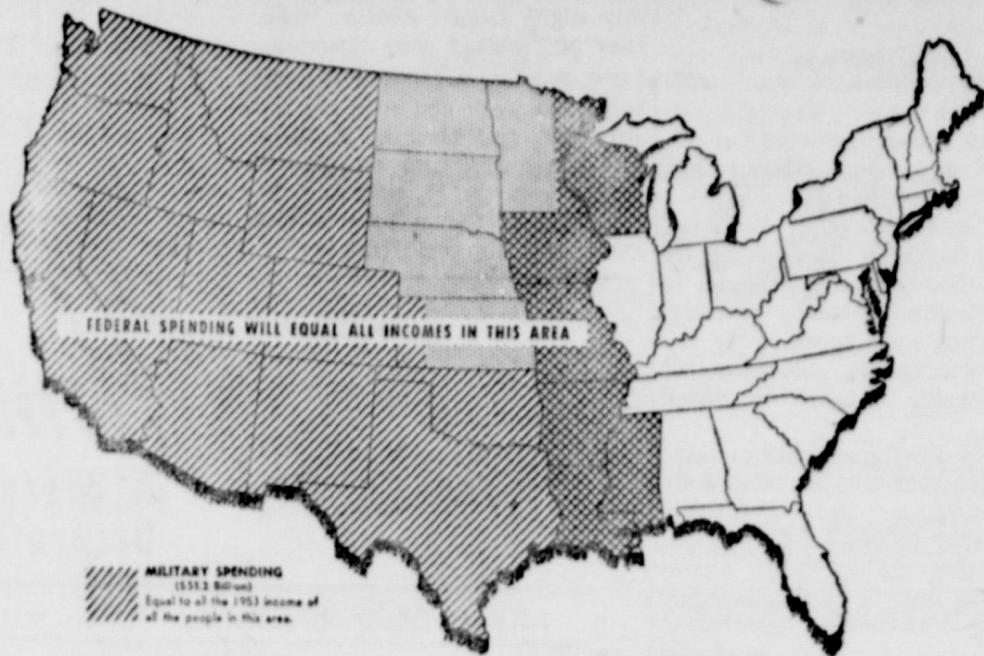 FEDERAL SPENDING WILL EQUAL ALL INCOMES IN THIS AREA
MILITARY SPENDING
Billion)
Equal to all the 1953 income of
all the people in this area.